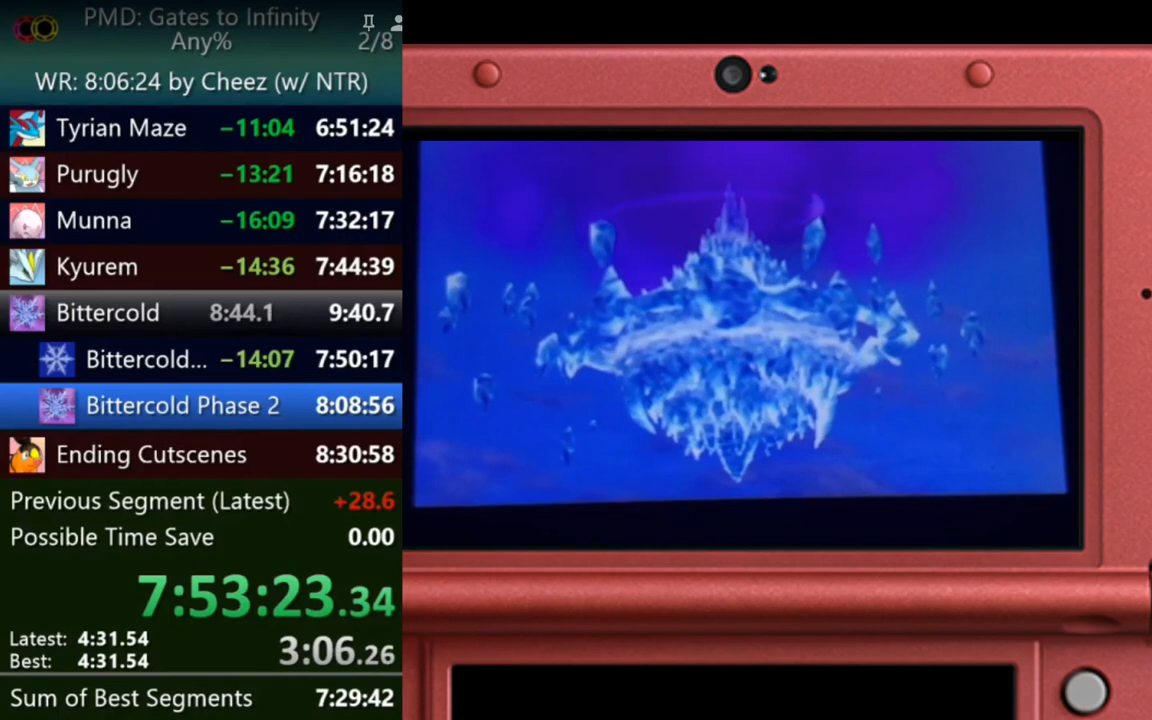 PMD: Gates to Infinity
Any% 2/8
WR: 8:06:24 by Cheez (w/ NTR)
Tyrian Maze −11:04 6:51:24
Purugly −13:21 7:16:18
Munna −16:09 7:32:17
Kyurem −14:36 7:44:39
Bittercold 8:44.1 9:40.7
Bittercold... −14:07 7:50:17
Bittercold Phase 2 8:08:56
Ending Cutscenes 8:30:58
Previous Segment (Latest) +28.6
Possible Time Save 0.00
7:53:23.34
Latest: 4:31.54
Best: 4:31.54
3:06.26
Sum of Best Segments 7:29:42